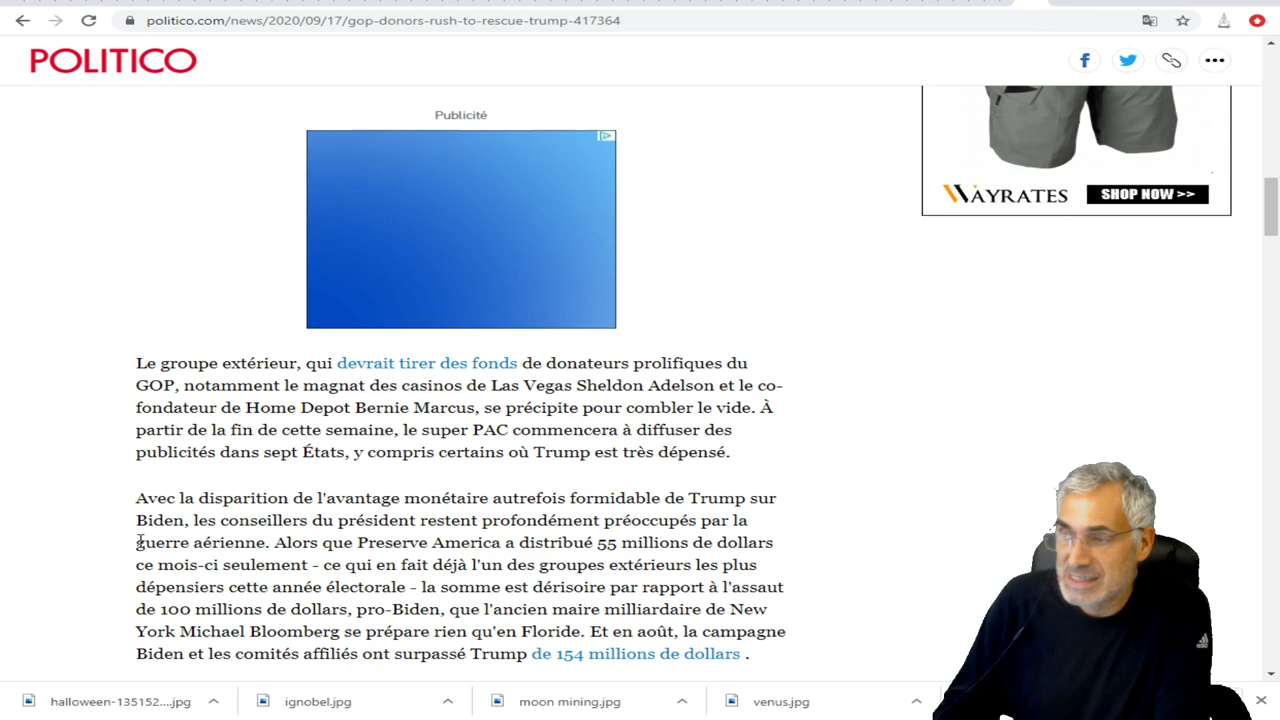 politico.com/news/2020/09/17/gop-donors-rush-to-rescue-trump-417364
POLITICO
Publicité
WAYRATES SHOP NOW >>
Le groupe extérieur, qui devrait tirer des fonds de donateurs prolifiques du
GOP, notamment le magnat des casinos de Las Vegas Sheldon Adelson et le co-
fondateur de Home Depot Bernie Marcus, se précipite pour combler le vide. À
partir de la fin de cette semaine, le super PAC commencera à diffuser des
publicités dans sept États, y compris certains où Trump est très dépensé.
Avec la disparition de l'avantage monétaire autrefois formidable de Trump sur
Biden, les conseillers du président restent profondément préoccupés par la
guerre aérienne. Alors que Preserve America a distribué 55 millions de dollars
ce mois-ci seulement - ce qui en fait déjà l'un des groupes extérieurs les plus
dépensiers cette année électorale - la somme est dérisoire par rapport à l'assaut
de 100 millions de dollars, pro-Biden, que l'ancien maire milliardaire de New
York Michael Bloomberg se prépare rien qu'en Floride. Et en août, la campagne
Biden et les comités affiliés ont surpassé Trump de 154 millions de dollars .
halloween-135152....jpg
ignobel.jpg
moon mining.jpg
venus.jpg